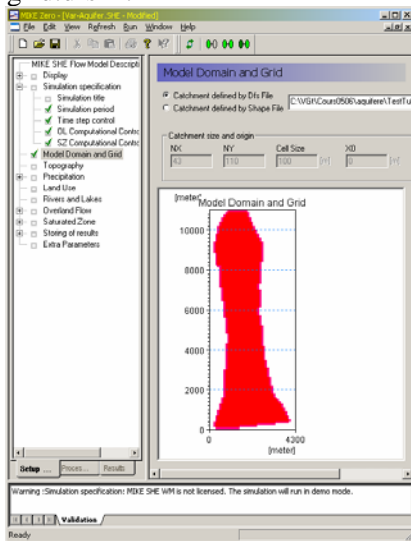 MIKE Zero - [Var-Aquifer.SHE - Modified]
File Edit View Refresh Run Window Help
MIKE SHE Flow Model Descripti
Display
Simulation specification
Simulation title
Simulation period
Time step control
OL Computational Contro
SZ Computational Contro
Model Domain and Grid
Topography
Precipitation
Land Use
Rivers and Lakes
Overland Flow
Saturated Zone
Storing of results
Extra Parameters
Setup ...
Proces...
Results
Model Domain and Grid
Catchment defined by Dfs File
Catchment defined by Shape File
Catchment size and origin
NX
NY
Cell Size
X0
43
110
100
[m]
0
[meter]
Model Domain and Grid
10000
8000
6000
4000
2000
0
0
4300
[meter]
Warning :Simulation specification: MIKE SHE WM is not licensed. The simulation will run in demo mode.
Validation
Ready